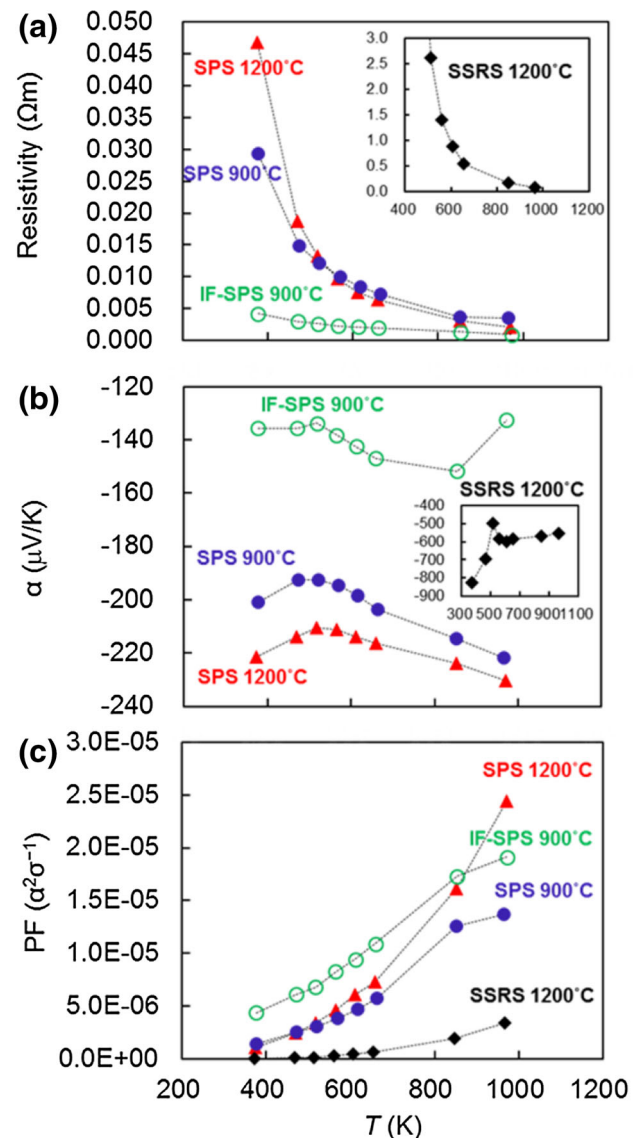 (a)
0.050
0.045
0.040
0.035
0.030
0.025
0.020
0.015
0.010
0.005
0.000
Resistivity (Ωm)
SPS 1200˚C
SPS 900˚C
IF-SPS 900˚C
SSRS 1200˚C
3.0
2.5
2.0
1.5
1.0
0.5
0.0
400 600 800 1000 1200
(b)
-120
-140
-160
-180
-200
-220
-240
α (μV/K)
IF-SPS 900˚C
SPS 900˚C
SPS 1200˚C
SSRS 1200˚C
-400
-500
-600
-700
-800
-900
300 500 700 900 1100
(c)
3.0E-05
2.5E-05
2.0E-05
1.5E-05
1.0E-05
5.0E-06
0.0E+00
PF (α²σ⁻¹)
SPS 1200˚C
IF-SPS 900˚C
SPS 900˚C
SSRS 1200˚C
200 400 600 800 1000 1200
T (K)